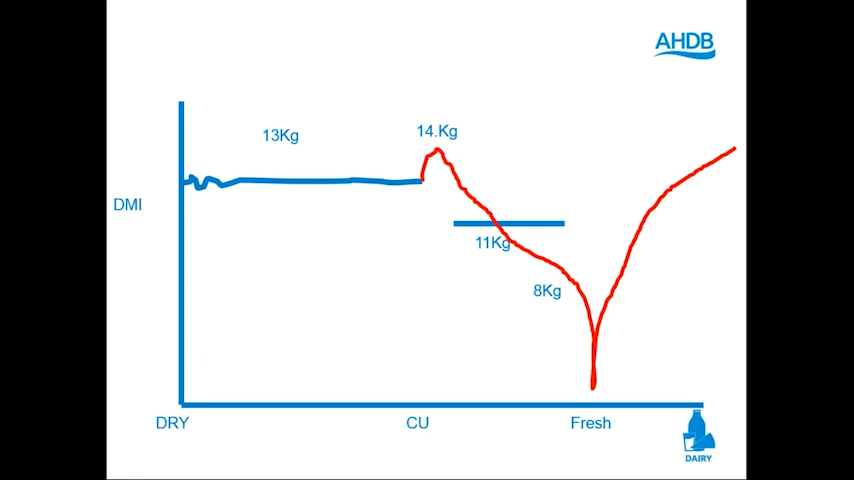 AHDB
13Kg
14.Kg
DMI
11Kg
8Kg
DRY
CU
Fresh
DAIRY